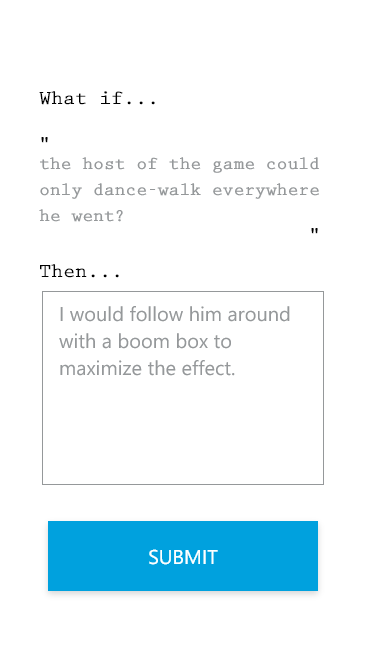 What if...
"
the host of the game could
only dance-walk everywhere
he went?
"
Then...
I would follow him around
with a boom box to
maximize the effect.
SUBMIT